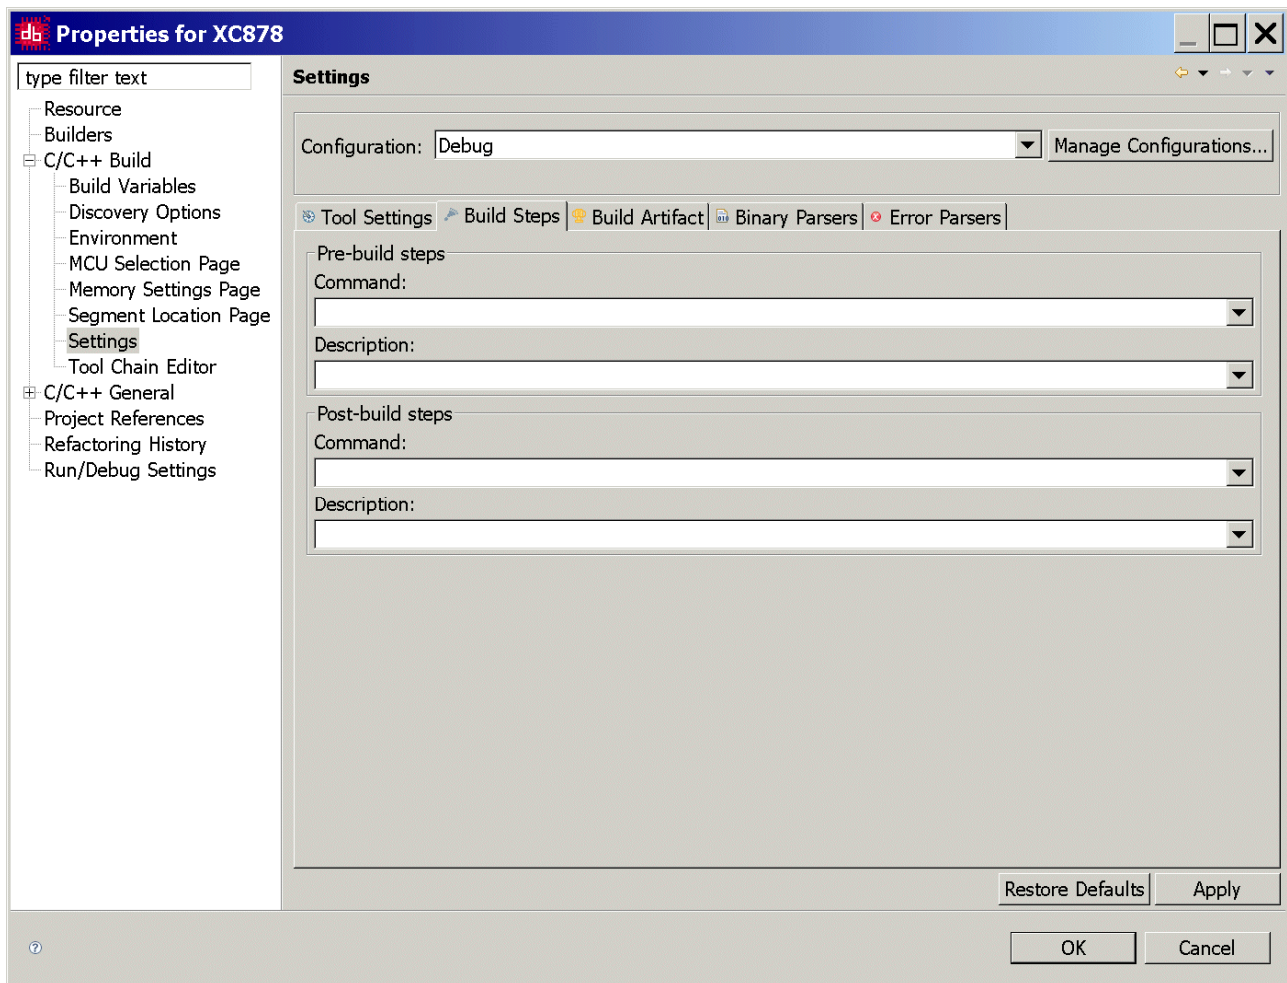 Properties for XC878
type filter text
Resource
Builders
C/C++ Build
Build Variables
Discovery Options
Environment
MCU Selection Page
Memory Settings Page
Segment Location Page
Settings
Tool Chain Editor
C/C++ General
Project References
Refactoring History
Run/Debug Settings
Settings
Configuration: Debug Manage Configurations...
Tool Settings Build Steps Build Artifact Binary Parsers Error Parsers
Pre-build steps
Command:
Description:
Post-build steps
Command:
Description:
Restore Defaults Apply
OK Cancel